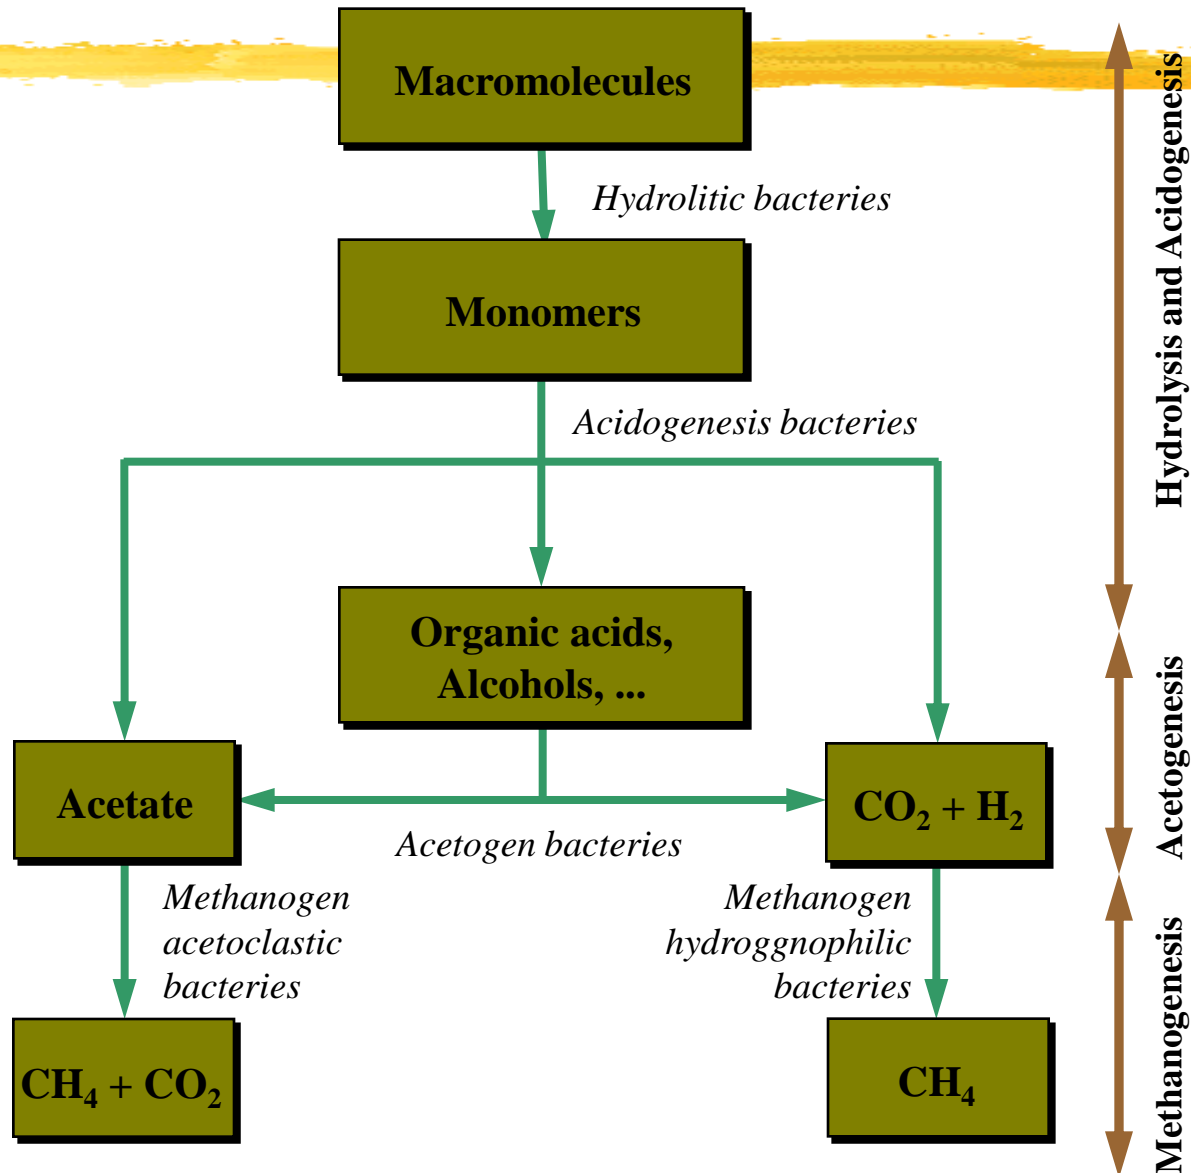 Macromolecules
Hydrolitic bacteries
Monomers
Acidogenesis bacteries
Organic acids,
Alcohols, ...
Acetate
CO₂ + H₂
Acetogen bacteries
Methanogen
acetoclastic
bacteries
Methanogen
hydroggnophilic
bacteries
CH₄ + CO₂
CH₄
Hydrolysis and Acidogenesis
Acetogenesis
Methanogenesis